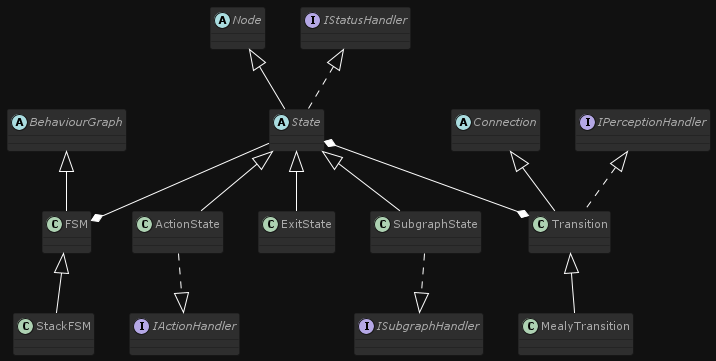 A Node
I IStatusHandler
A BehaviourGraph
A State
A Connection
I IPerceptionHandler
C FSM
C ActionState
C ExitState
C SubgraphState
C Transition
C StackFSM
I IActionHandler
I ISubgraphHandler
C MealyTransition